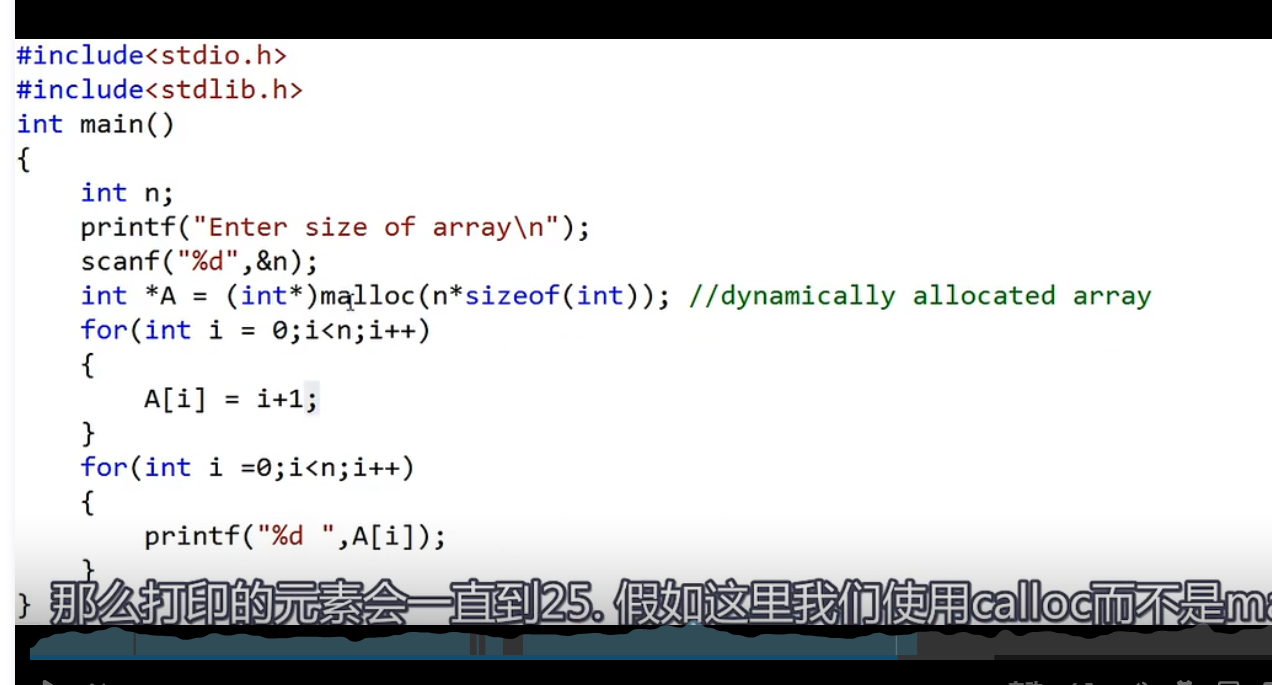 #include<stdio.h>
#include<stdlib.h>
int main()
{
int n;
printf("Enter size of array\n");
scanf("%d",&n);
int *A = (int*)malloc(n*sizeof(int)); //dynamically allocated array
for(int i = 0;i<n;i++)
{
A[i] = i+1;
}
for(int i =0;i<n;i++)
{
printf("%d ",A[i]);
}
}
那么打印的元素会一直到25. 假如这里我们使用calloc而不是ma